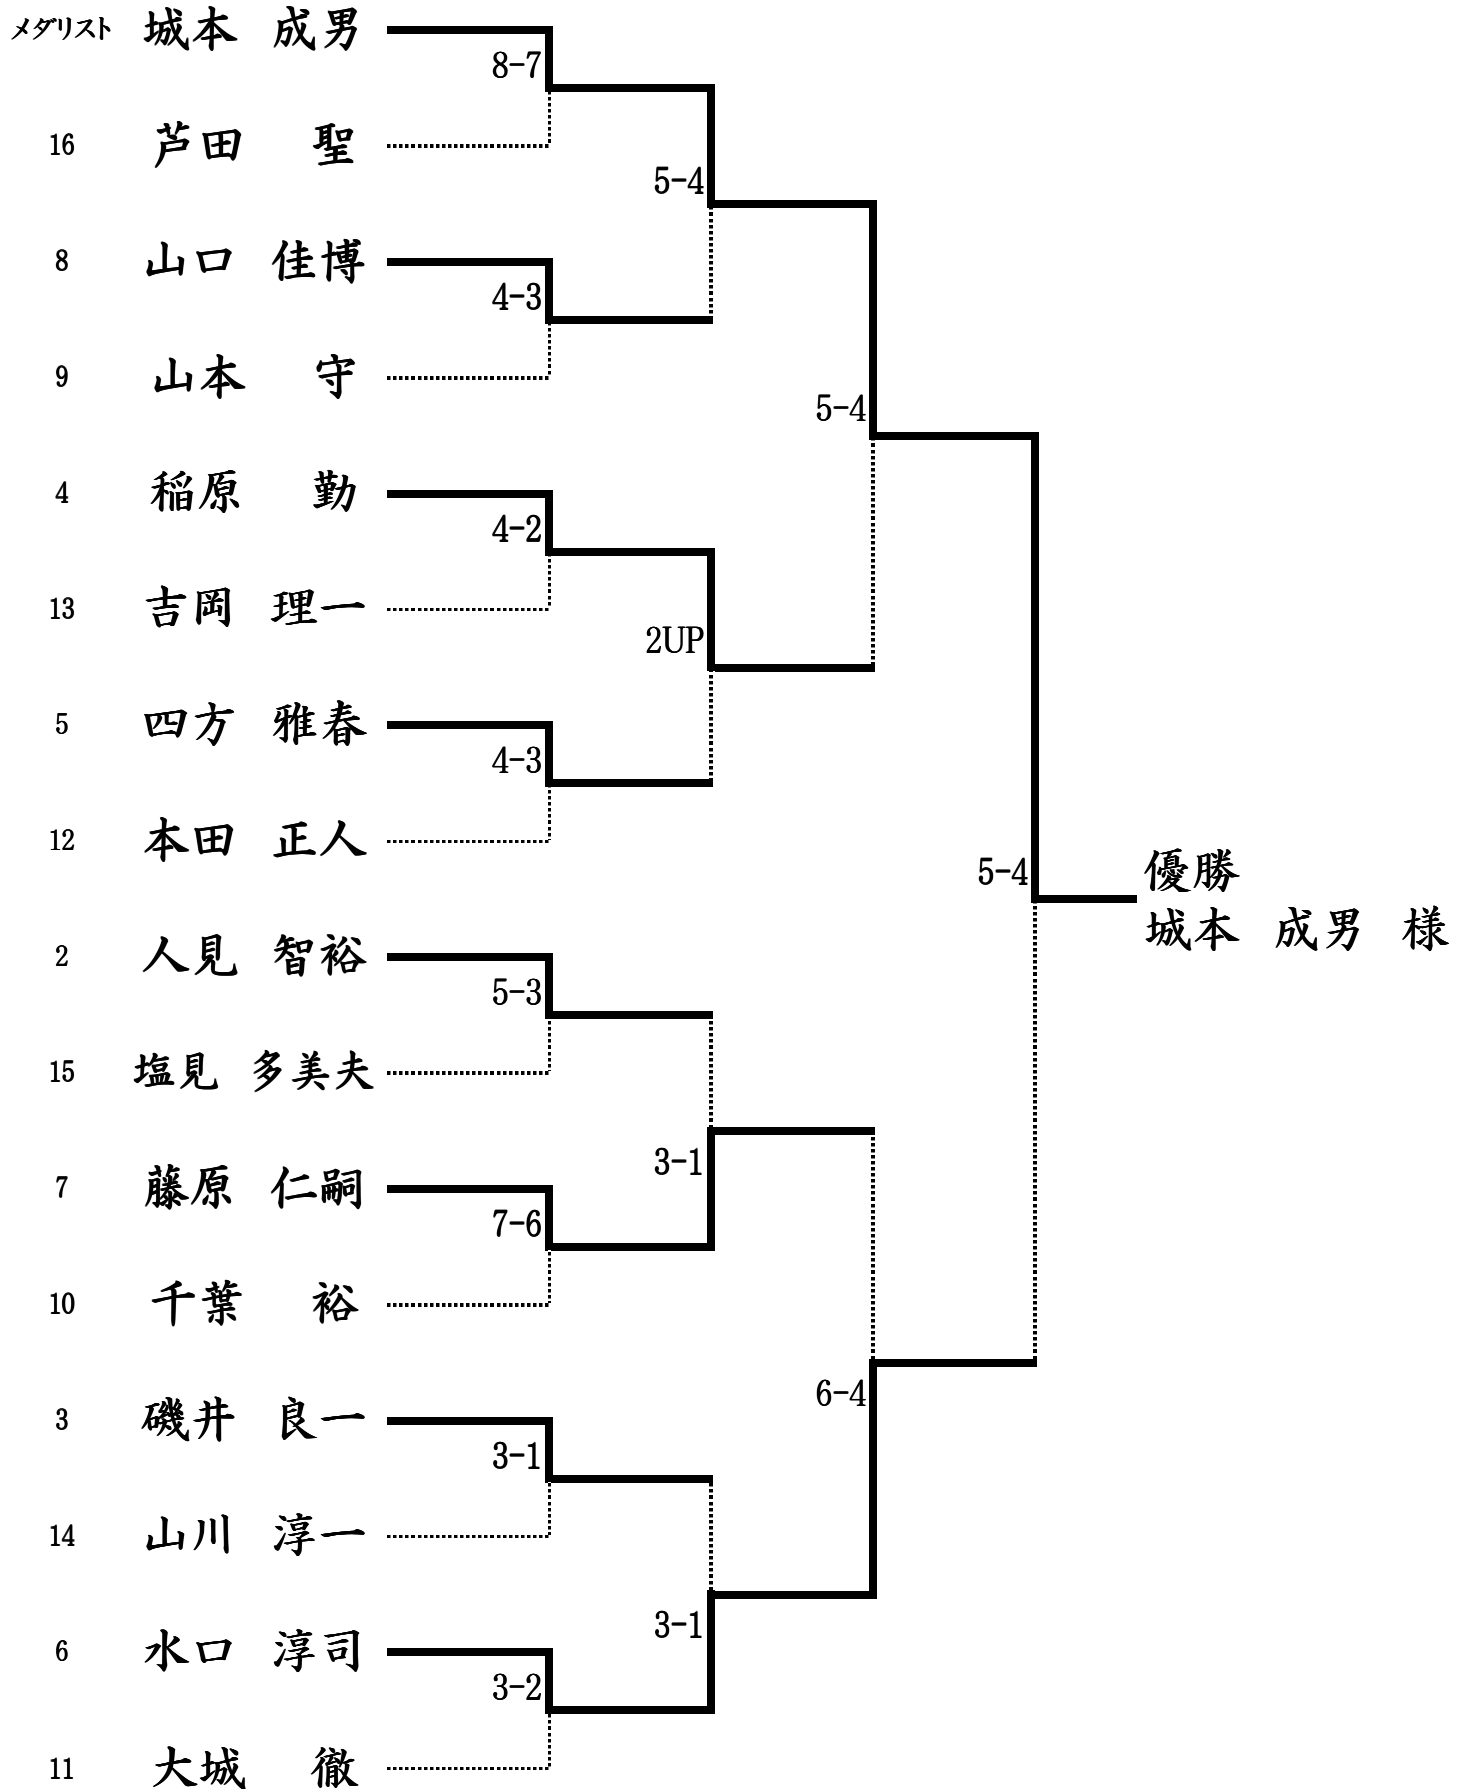 メダリスト 城本 成男
8-7
16 芦田 聖
5-4
8 山口 佳博
4-3
9 山本 守
5-4
4 稲原 勤
4-2
13 吉岡 理一
2UP
5 四方 雅春
4-3
12 本田 正人
5-4
優勝
城本 成男 様
2 人見 智裕
5-3
15 塩見 多美夫
3-1
7 藤原 仁嗣
7-6
10 千葉 裕
6-4
3 磯井 良一
3-1
14 山川 淳一
3-1
6 水口 淳司
3-2
11 大城 徹